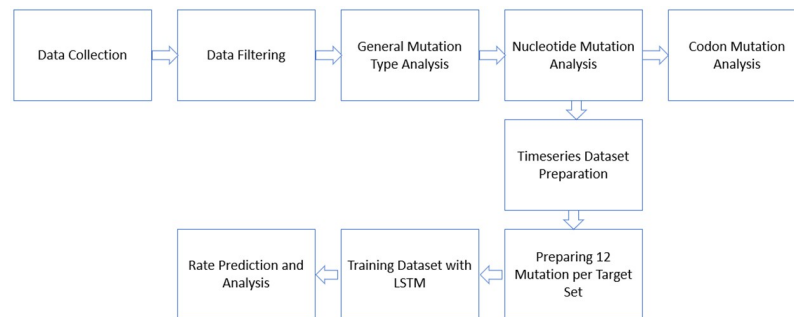 Data Collection
Data Filtering
General Mutation
Type Analysis
Nucleotide Mutation
Analysis
Codon Mutation
Analysis
Timeseries Dataset
Preparation
Preparing 12
Mutation per Target
Set
Training Dataset with
LSTM
Rate Prediction and
Analysis